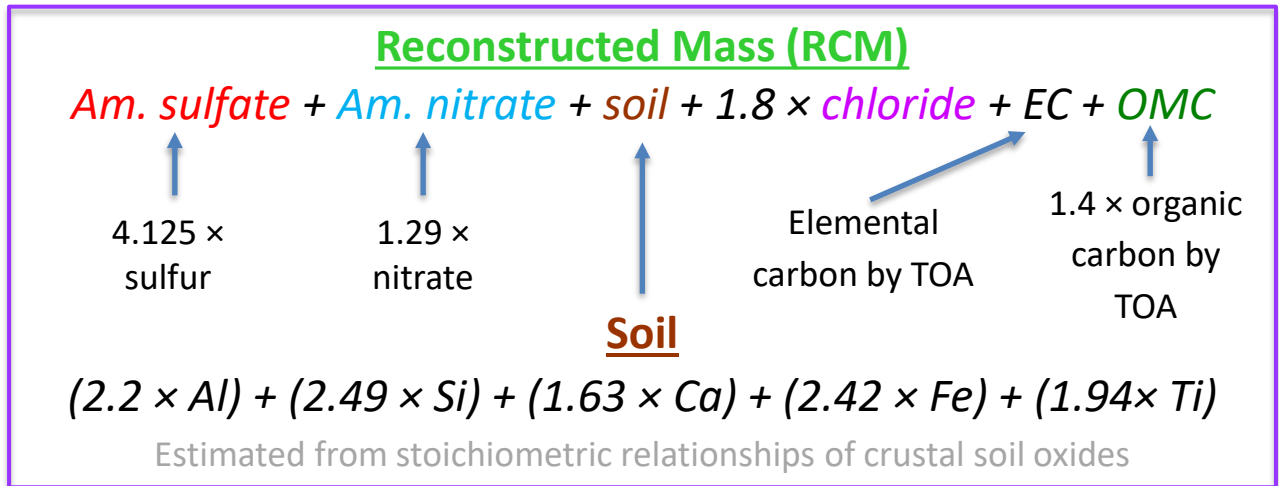 Reconstructed Mass (RCM)
Am. sulfate + Am. nitrate + soil + 1.8 × chloride + EC + OMC
4.125 ×
sulfur
1.29 ×
nitrate
Elemental
carbon by TOA
1.4 × organic
carbon by
TOA
Soil
(2.2 × Al) + (2.49 × Si) + (1.63 × Ca) + (2.42 × Fe) + (1.94× Ti)
Estimated from stoichiometric relationships of crustal soil oxides